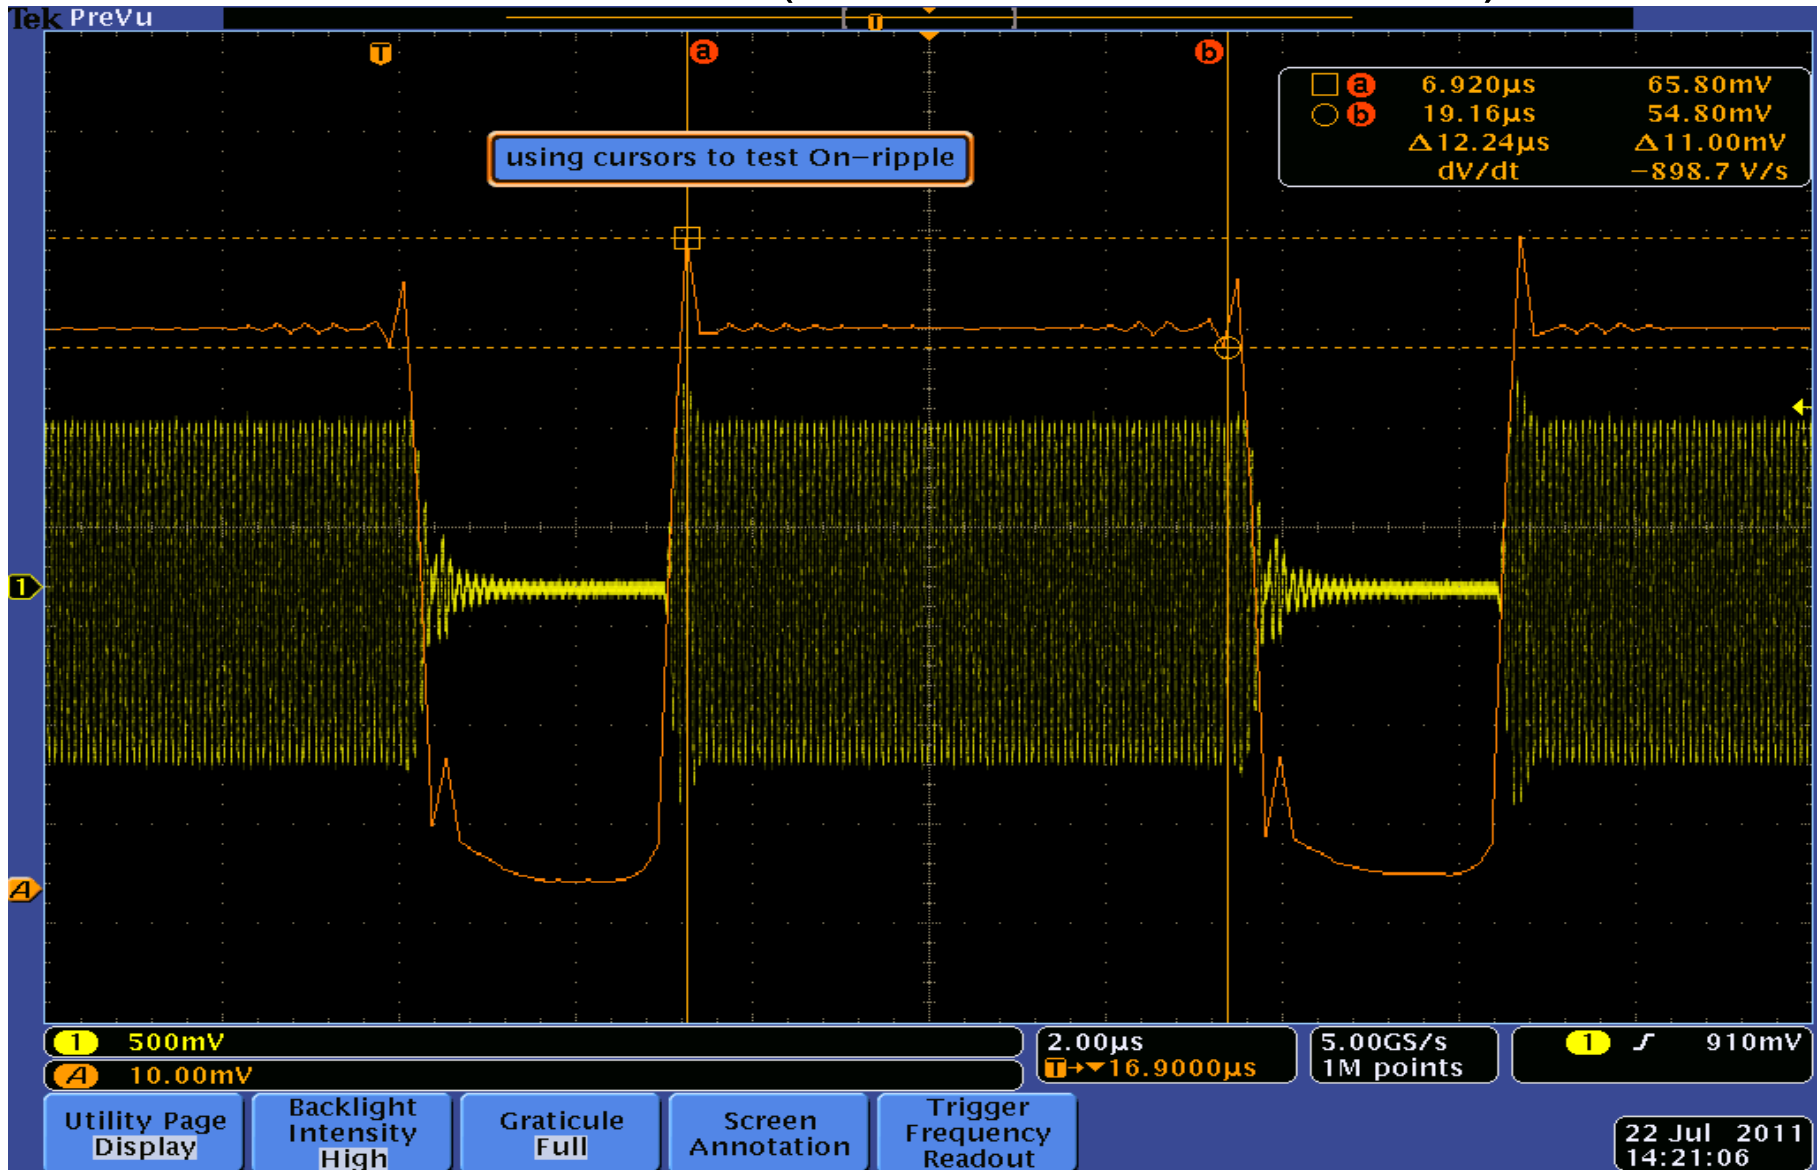 Tek PreVu
T
T
a
b
a 6.920µs 65.80mV
b 19.16µs 54.80mV
Δ12.24µs Δ11.00mV
dV/dt −898.7 V/s
using cursors to test On−ripple
1
A
1 500mV
A 10.00mV
2.00µs
T→▼16.9000µs
5.00GS/s
1M points
1 910mV
Utility Page
Display
Backlight
Intensity
High
Graticule
Full
Screen
Annotation
Trigger
Frequency
Readout
22 Jul 2011
14:21:06